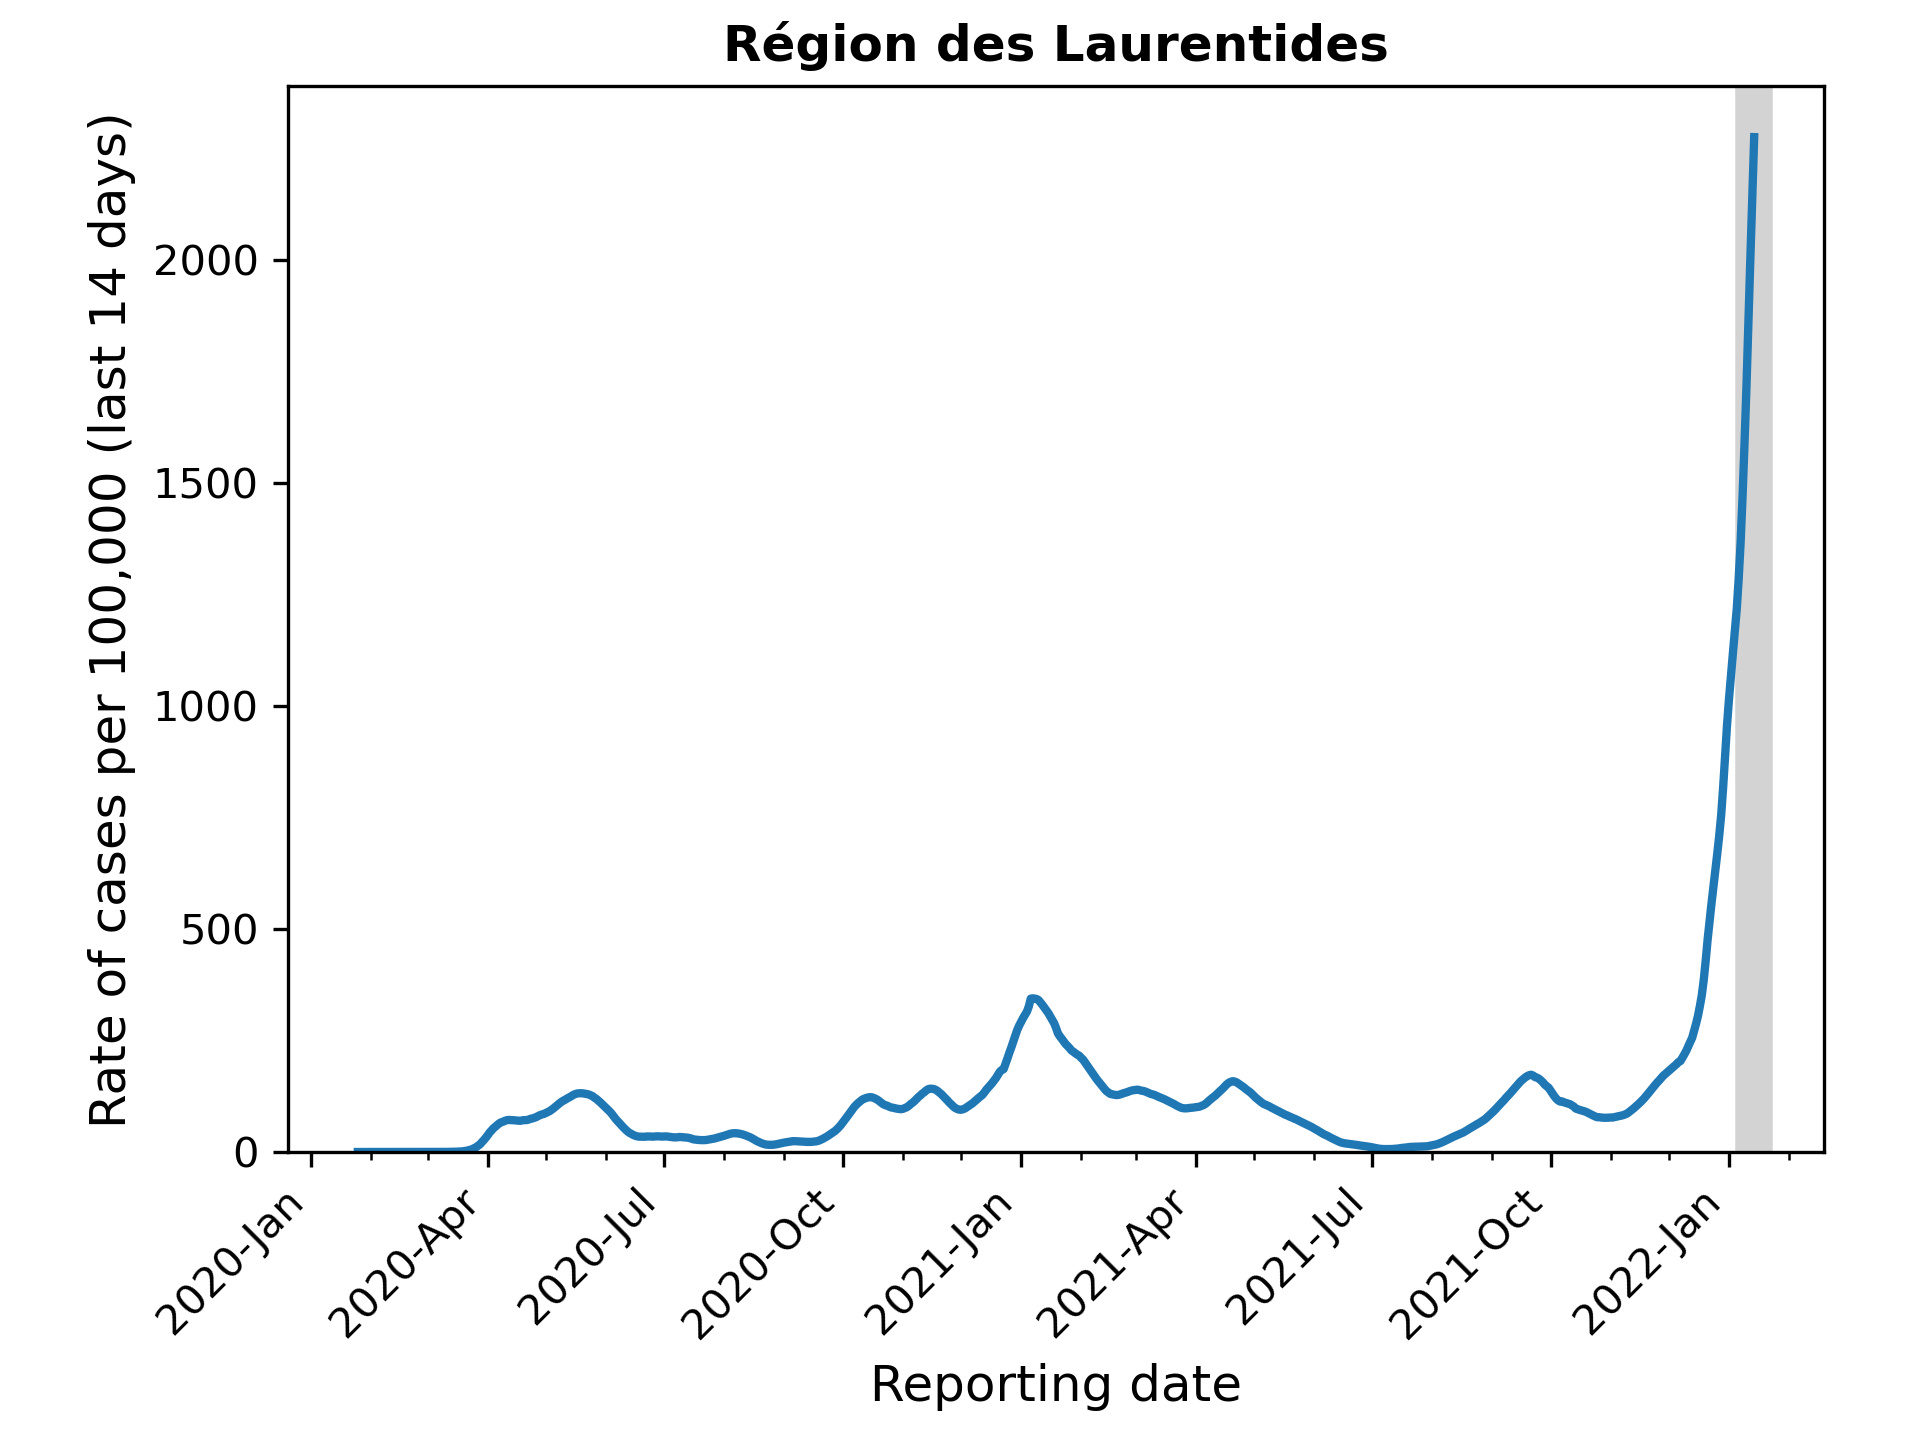 Région des Laurentides
Rate of cases per 100,000 (last 14 days)
2000
1500
1000
500
0
2020-Jan
2020-Apr
2020-Jul
2020-Oct
2021-Jan
2021-Apr
2021-Jul
2021-Oct
2022-Jan
Reporting date